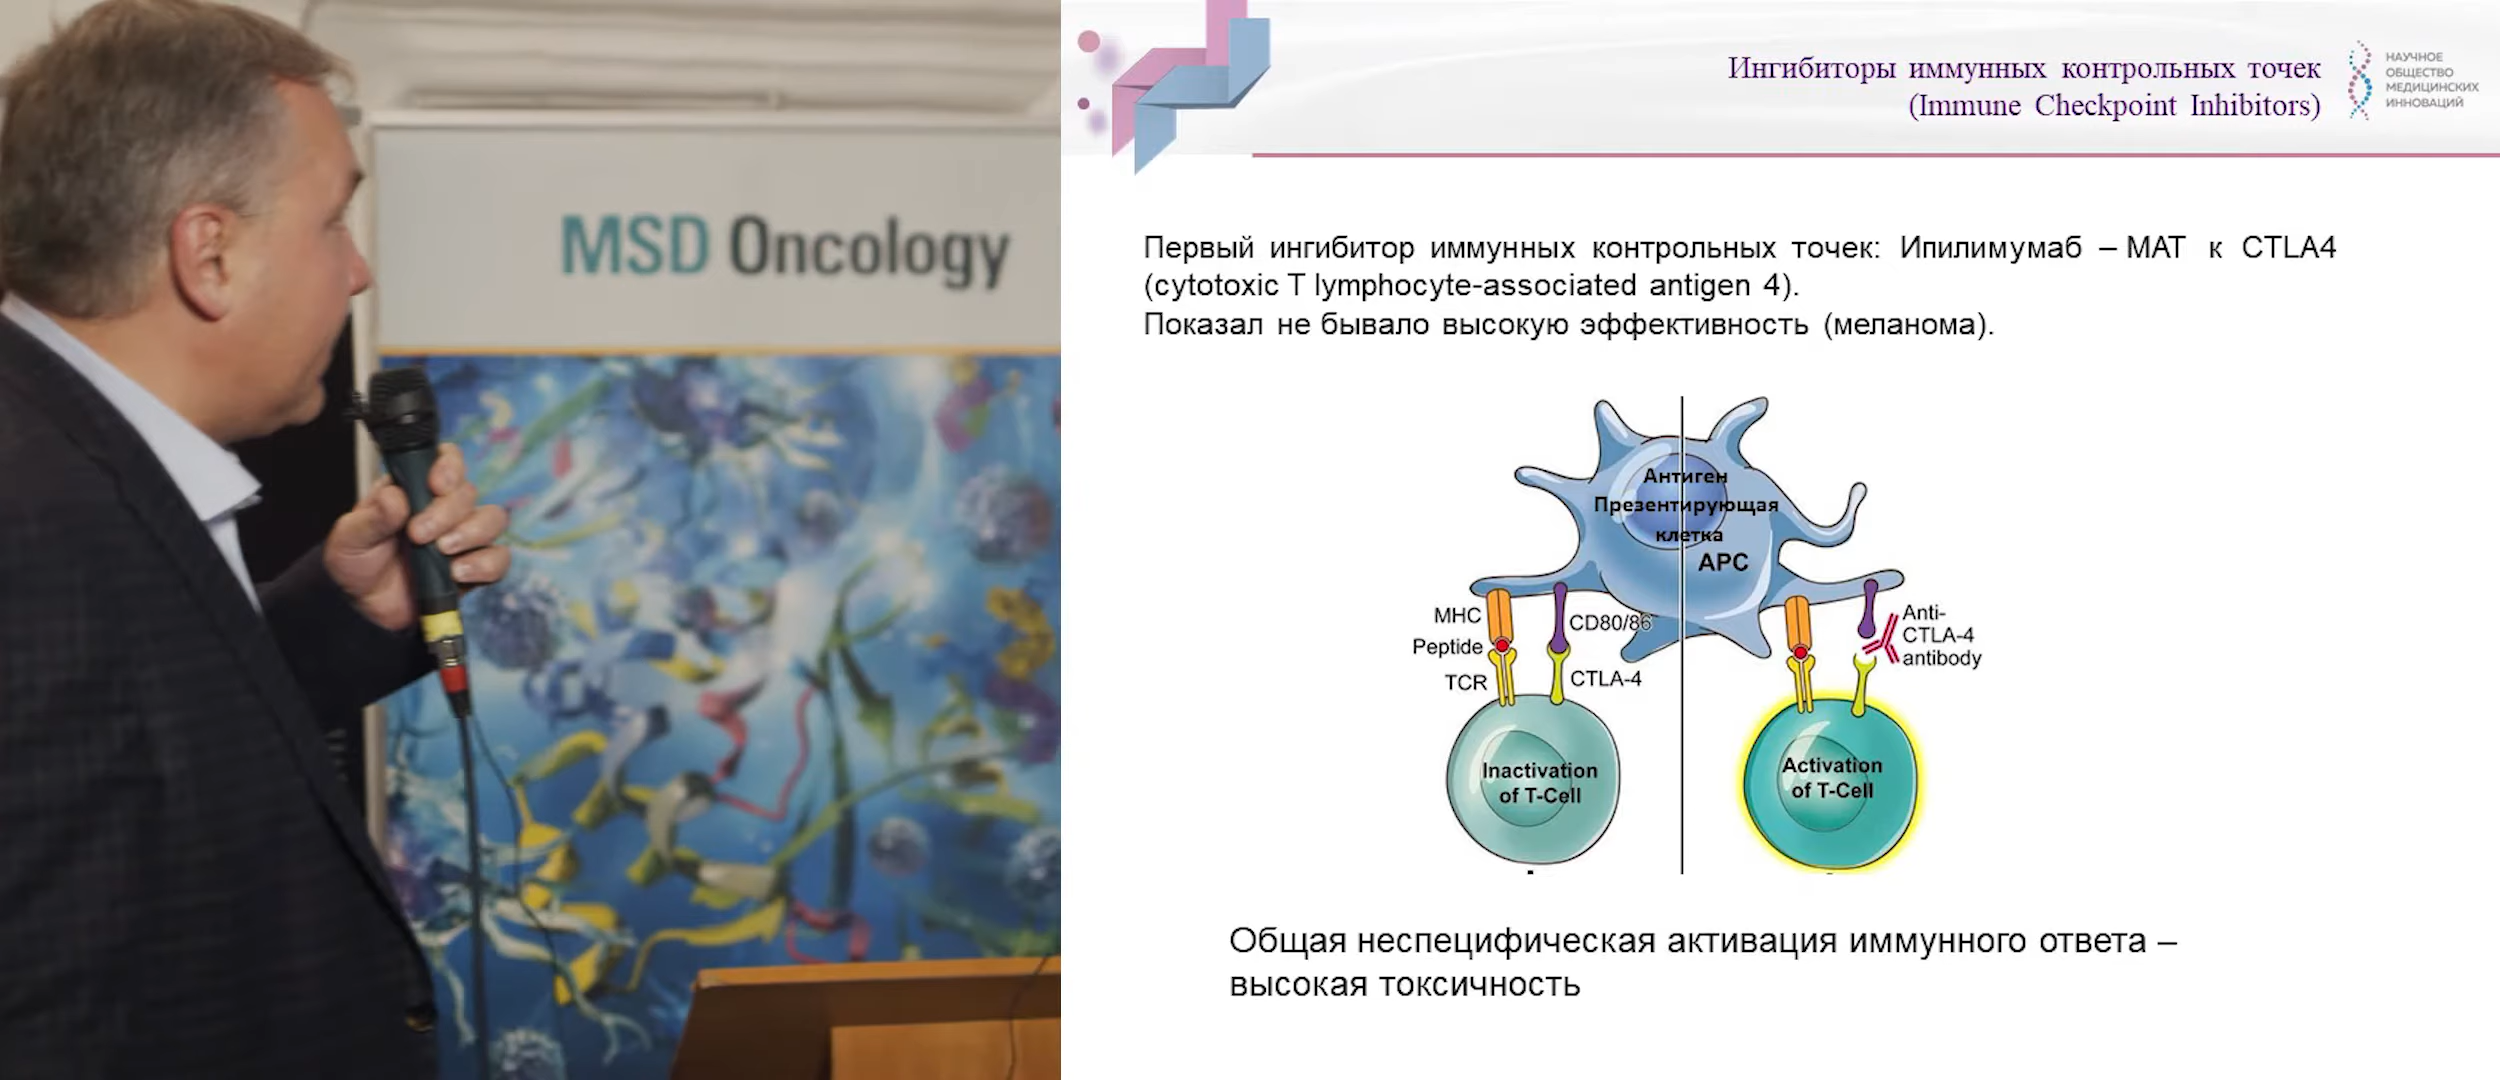 MSD Oncology
Ингибиторы иммунных контрольных точек
(Immune Checkpoint Inhibitors)
НАУЧНОЕ
ОБЩЕСТВО
МЕДИЦИНСКИХ
ИННОВАЦИЙ
Первый ингибитор иммунных контрольных точек: Ипилимумаб – МАТ к CTLA4
(cytotoxic T lymphocyte-associated antigen 4).
Показал не бывало высокую эффективность (меланома).
Антиген
Презентирующая
клетка
APC
MHC
CD80/86
Peptide
TCR
CTLA-4
Anti-
CTLA-4
antibody
Inactivation
of T-Cell
Activation
of T-Cell
Общая неспецифическая активация иммунного ответа –
высокая токсичность